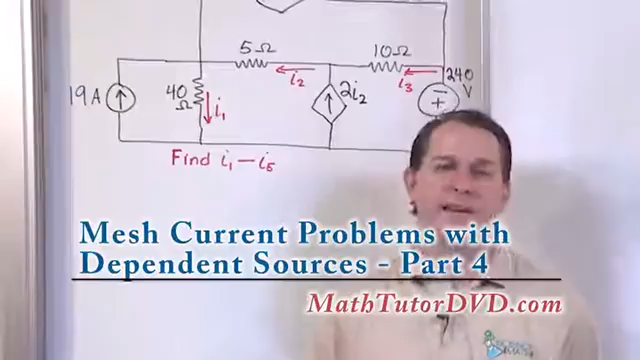 5Ω
10Ω
i₂
i₃
240
V
19A
40
Ω
i₁
2i₂
Find i₁ – i₅
Mesh Current Problems with
Dependent Sources - Part 4
MathTutorDVD.com